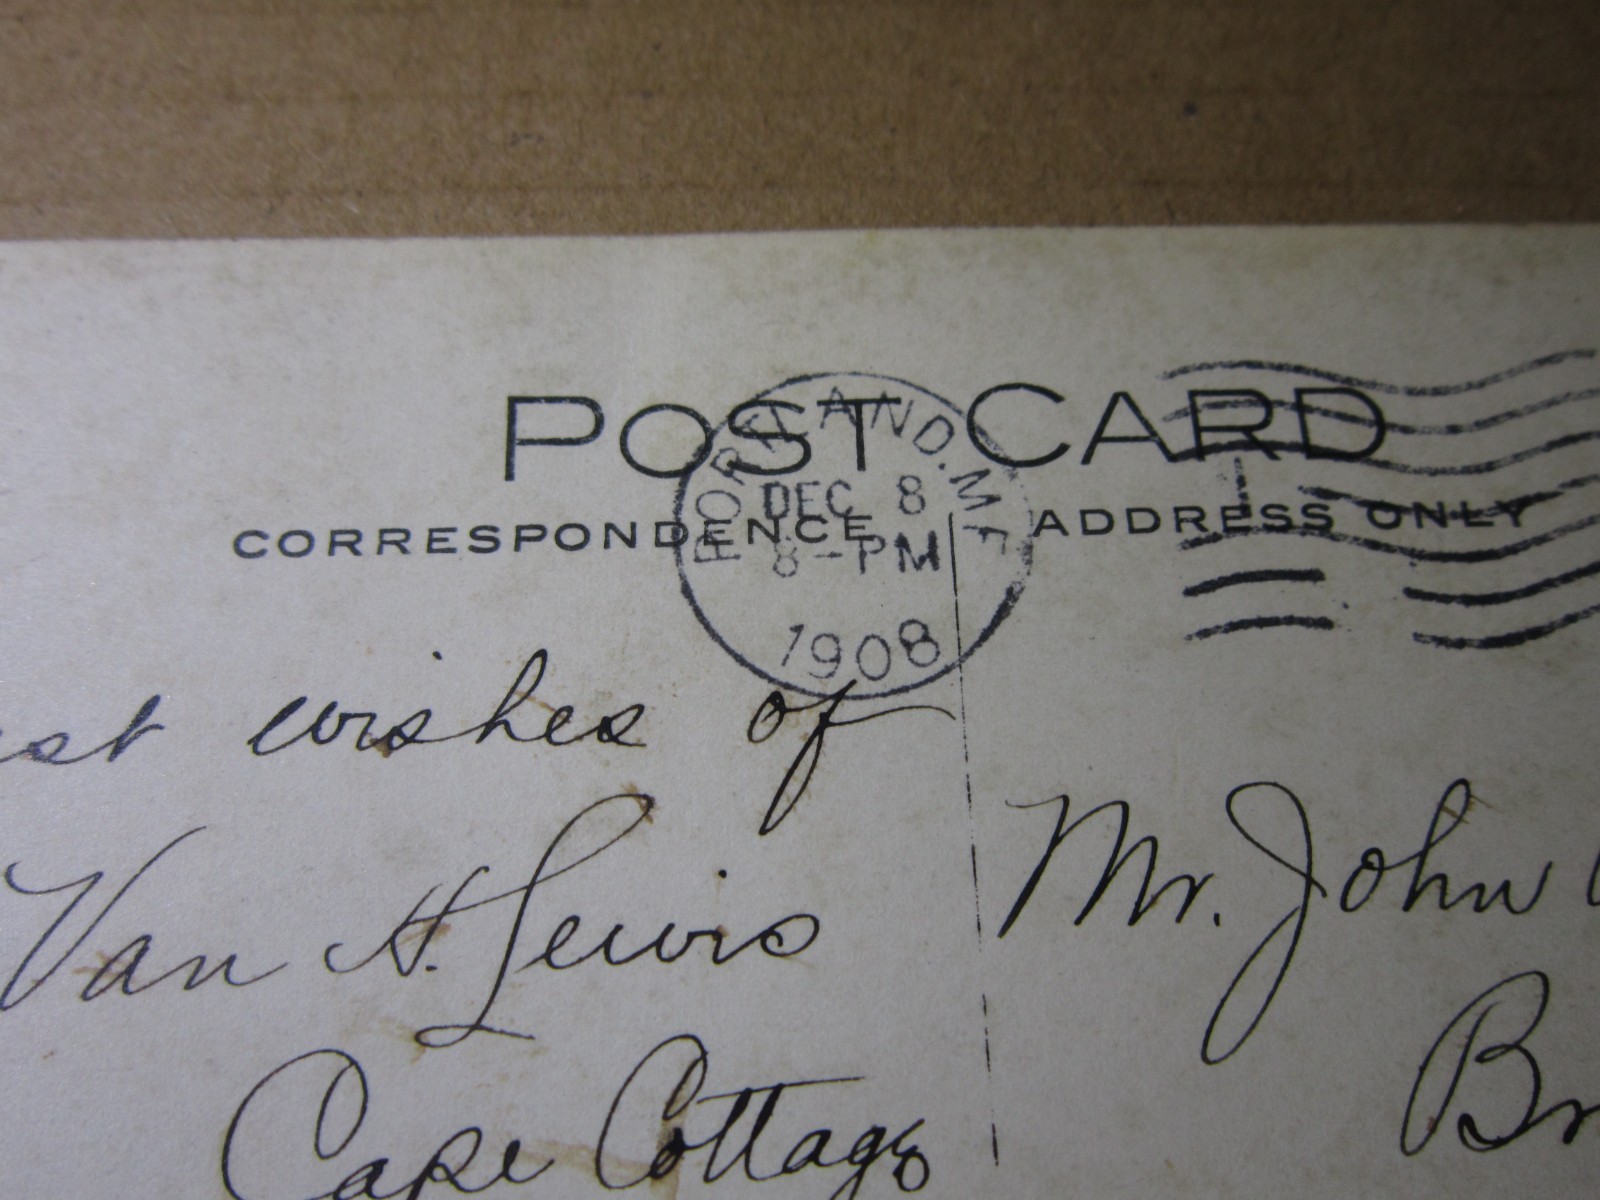 POST CARD
CORRESPONDENCE
ADDRESS ONLY
PORTLAND, ME
DEC 8
8-PM
1908
wishes of
Van H. Lewis
Cape Cottage
Mr. John